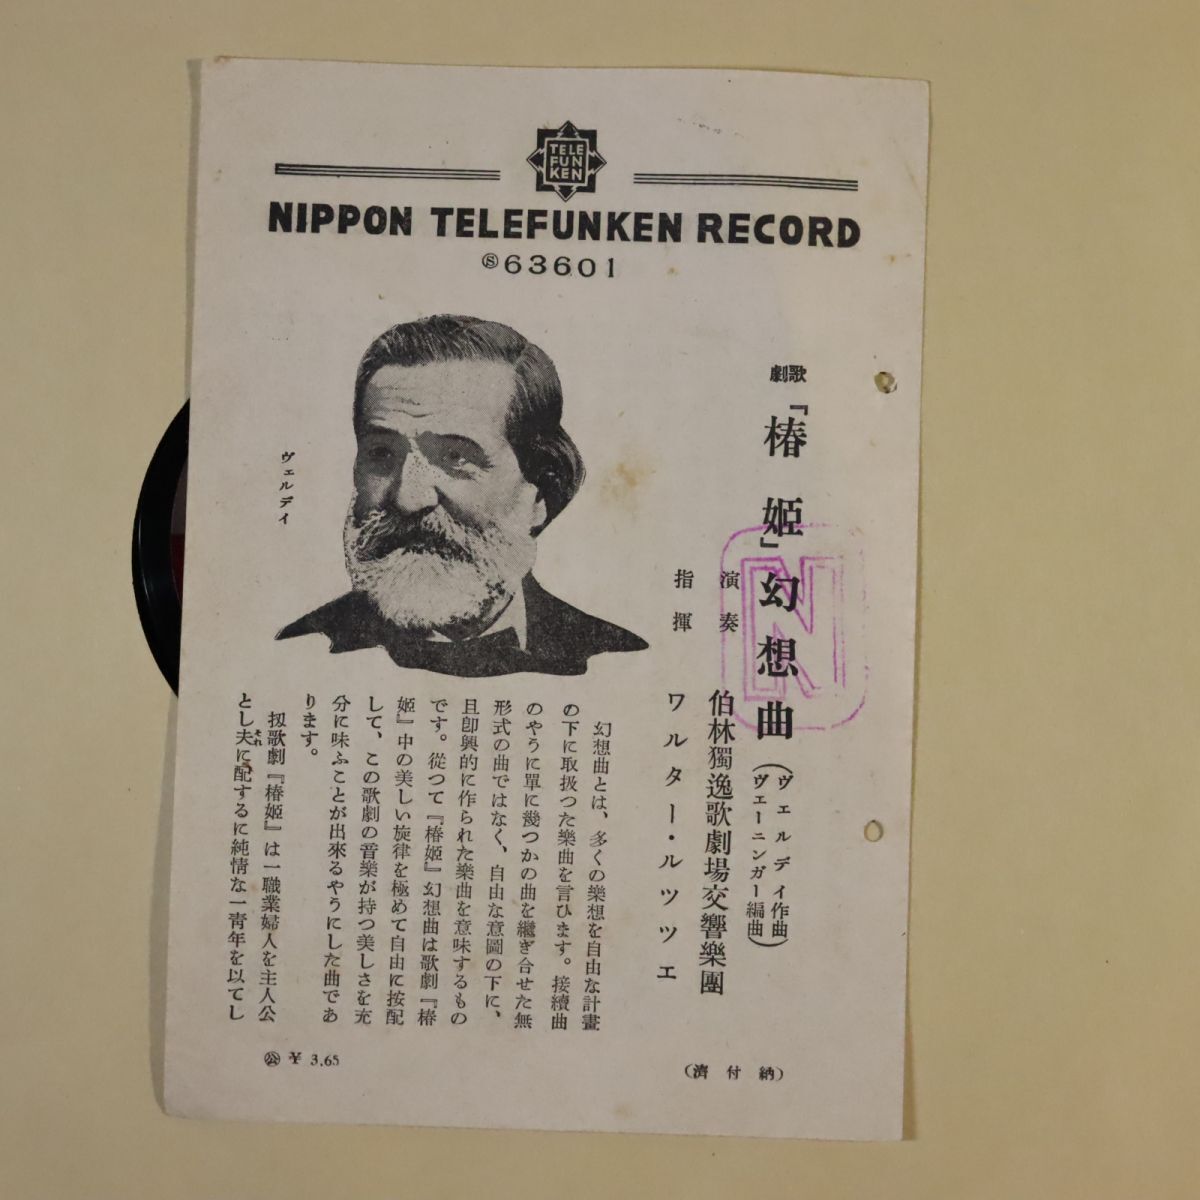 TELE
FUN
KEN
NIPPON TELEFUNKEN RECORD
Ⓢ63601
歌劇
『椿姫』幻想曲
(ヴェルディ作曲)
(ヴェーニンガー編曲)
演奏 伯林獨逸歌劇場交響樂團
指揮 ワルター・ルツツェ
ヴェルディ
N
幻想曲とは、多くの樂想を自由な計畫
の下に取扱つた樂曲を言ひます。接續曲
のやうに單に幾つかの曲を繼ぎ合せた無
形式の曲ではなく、自由な意圖の下に、
且卽興的に作られた樂曲を意味するもの
です。從つて『椿姫』幻想曲は歌劇『椿
姫』中の美しい旋律を極めて自由に按配
して、この歌劇の音樂が持つ美しさを充
分に味ふことが出來るやうにした曲であ
ります。
扨歌劇『椿姫』は一職業婦人を主人公
とし夫に配するに純情な一靑年を以てし
それ
(納付濟)
㊪ ¥ 3.65